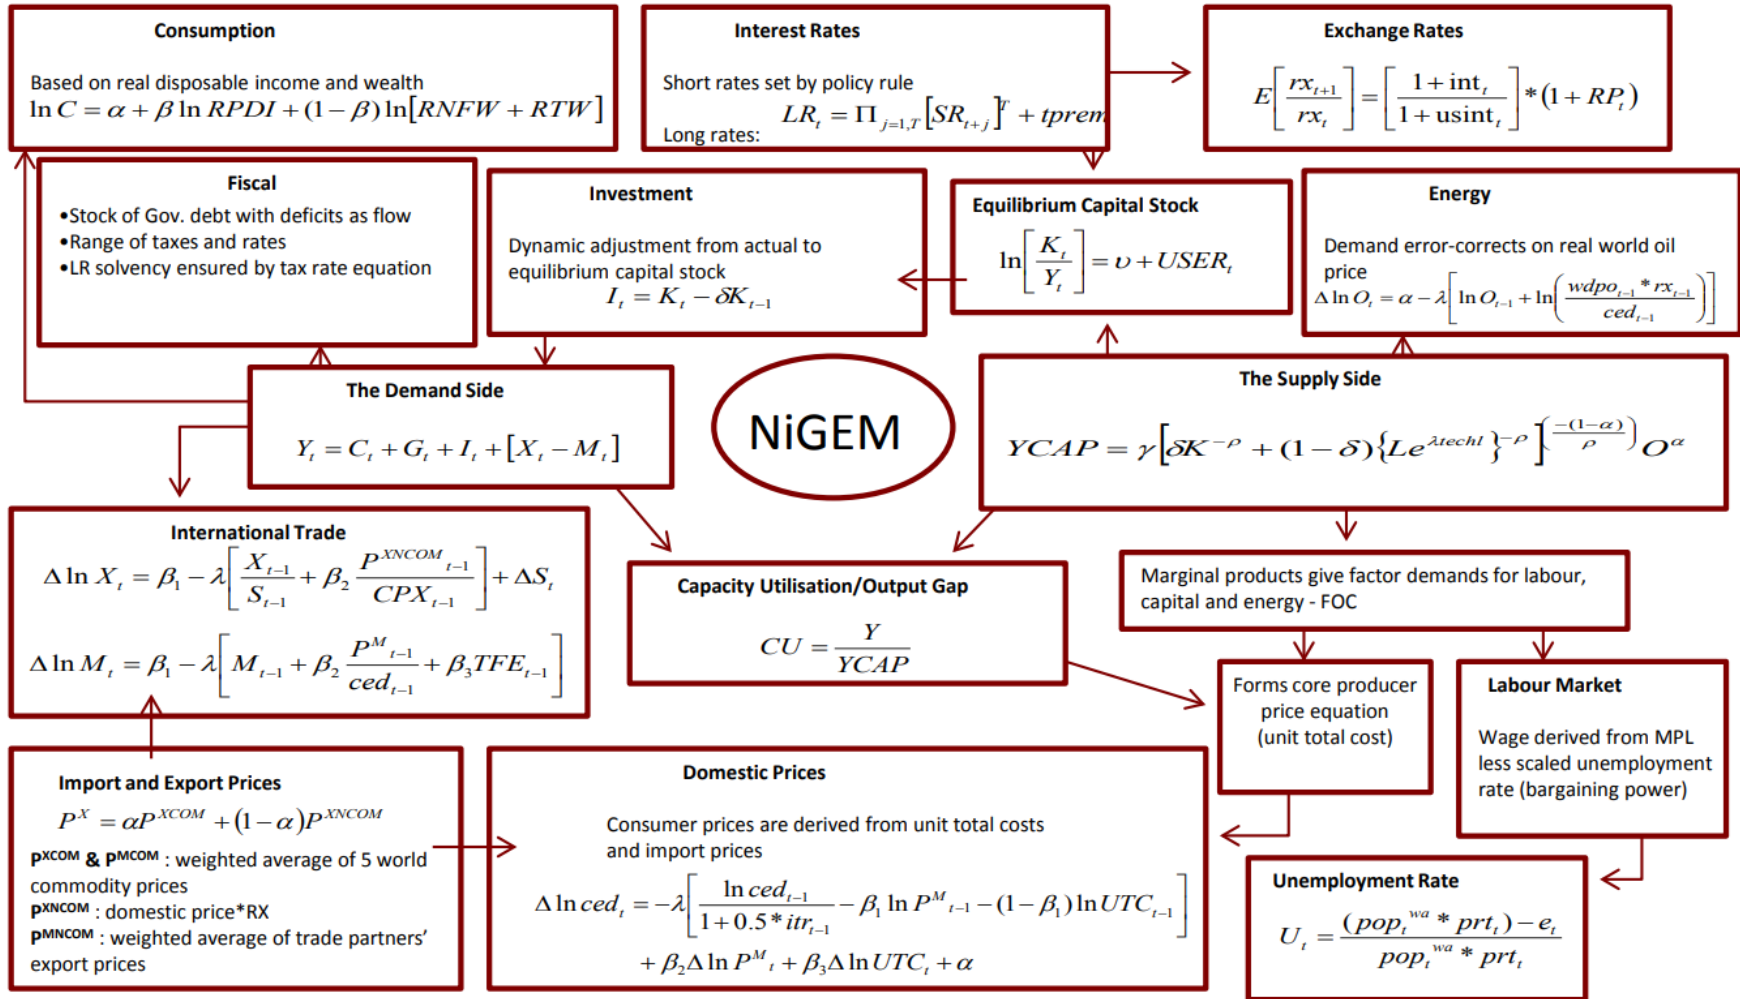 Consumption
Based on real disposable income and wealth
ln C = α + β ln RPDI + (1 − β) ln[RNFW + RTW]
Interest Rates
Short rates set by policy rule
LR_t = Π_{j=1,T} [SR_{t+j}]^T + tprem
Long rates:
Exchange Rates
E[rx_{t+1} / rx_t] = [(1 + int_t) / (1 + usint_t)] * (1 + RP_t)
Fiscal
•Stock of Gov. debt with deficits as flow
•Range of taxes and rates
•LR solvency ensured by tax rate equation
Investment
Dynamic adjustment from actual to
equilibrium capital stock
I_t = K_t − δK_{t−1}
Equilibrium Capital Stock
ln[K_t / Y_t] = υ + USER_t
Energy
Demand error-corrects on real world oil
price
Δ ln O_t = α − λ[ln O_{t−1} + ln((wdpo_{t−1} * rx_{t−1}) / ced_{t−1})]
The Demand Side
Y_t = C_t + G_t + I_t + [X_t − M_t]
NiGEM
The Supply Side
YCAP = γ[δK^{−ρ} + (1 − δ){Le^{λtechl}}^{−ρ}]^{(−(1−α)/ρ)} O^α
International Trade
Δ ln X_t = β_1 − λ[X_{t−1} / S_{t−1} + β_2 P^{XNCOM}_{t−1} / CPX_{t−1}] + ΔS_t
Δ ln M_t = β_1 − λ[M_{t−1} + β_2 P^M_{t−1} / ced_{t−1} + β_3 TFE_{t−1}]
Capacity Utilisation/Output Gap
CU = Y / YCAP
Marginal products give factor demands for labour,
capital and energy - FOC
Forms core producer
price equation
(unit total cost)
Labour Market
Wage derived from MPL
less scaled unemployment
rate (bargaining power)
Import and Export Prices
P^X = αP^{XCOM} + (1 − α)P^{XNCOM}
P^{XCOM} & P^{MCOM} : weighted average of 5 world
commodity prices
P^{XNCOM} : domestic price*RX
P^{MNCOM} : weighted average of trade partners’
export prices
Domestic Prices
Consumer prices are derived from unit total costs
and import prices
Δ ln ced_t = −λ[ln ced_{t−1} / (1 + 0.5 * itr_{t−1}) − β_1 ln P^M_{t−1} − (1 − β_1) ln UTC_{t−1}]
+ β_2 Δ ln P^M_t + β_3 Δ ln UTC_t + α
Unemployment Rate
U_t = ((pop_t^{wa} * prt_t) − e_t) / (pop_t^{wa} * prt_t)